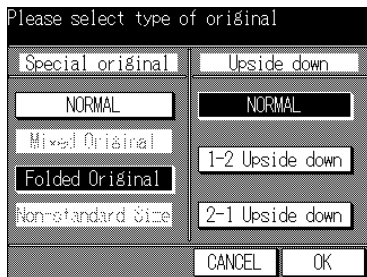 Please select type of original
Special original
Upside down
NORMAL
NORMAL
Mixed Original
1-2 Upside down
Folded Original
Non-standard Size
2-1 Upside down
CANCEL
OK